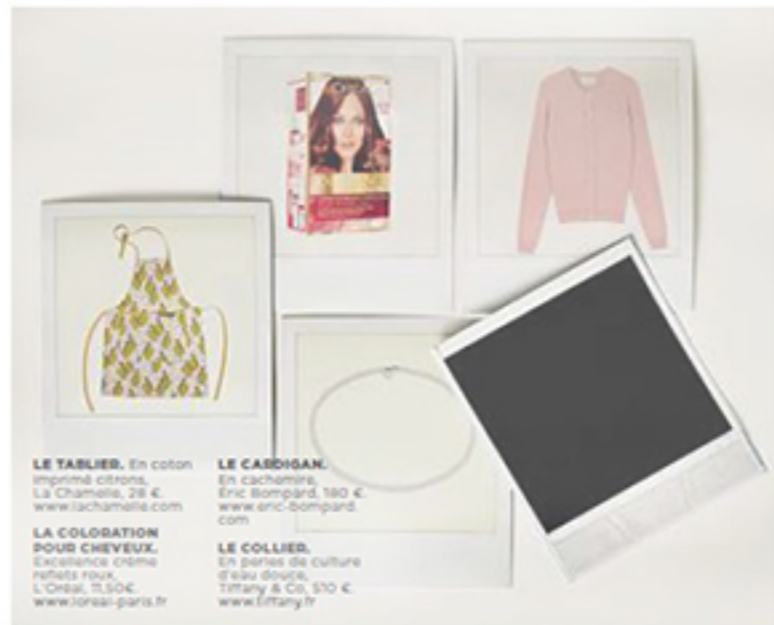 LE TABLIER. En coton
imprimé citrons,
La Chamelle, 28 €.
www.lachamelle.com
LA COLORATION
POUR CHEVEUX.
Excellence crème
reflets roux,
L'Oréal, 11,50€.
www.loreal-paris.fr
LE CARDIGAN.
En cachemire,
Éric Bompard, 180 €.
www.eric-bompard.
com
LE COLLIER.
En perles de culture
d'eau douce,
Tiffany & Co, 510 €.
www.tiffany.fr